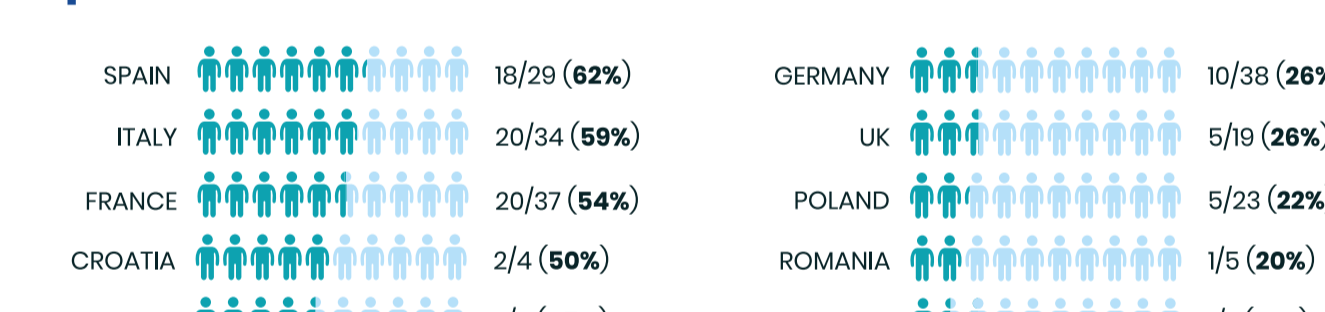 SPAIN 18/29 (62%)
ITALY 20/34 (59%)
FRANCE 20/37 (54%)
CROATIA 2/4 (50%)
GERMANY 10/38 (26%
UK 5/19 (26%)
POLAND 5/23 (22%
ROMANIA 1/5 (20%)